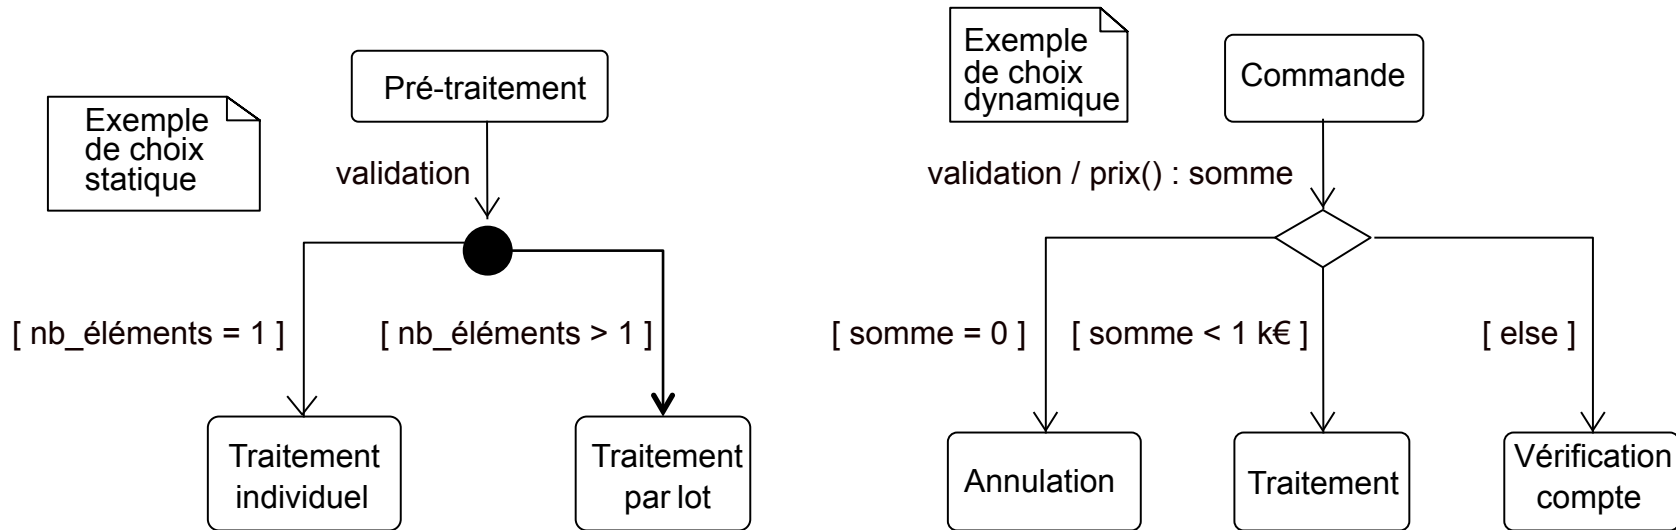 Exemple
de choix
statique
Pré-traitement
validation
[ nb_éléments = 1 ]
[ nb_éléments > 1 ]
Traitement
individuel
Traitement
par lot
Exemple
de choix
dynamique
Commande
validation / prix() : somme
[ somme = 0 ]
[ somme < 1 k€ ]
[ else ]
Annulation
Traitement
Vérification
compte